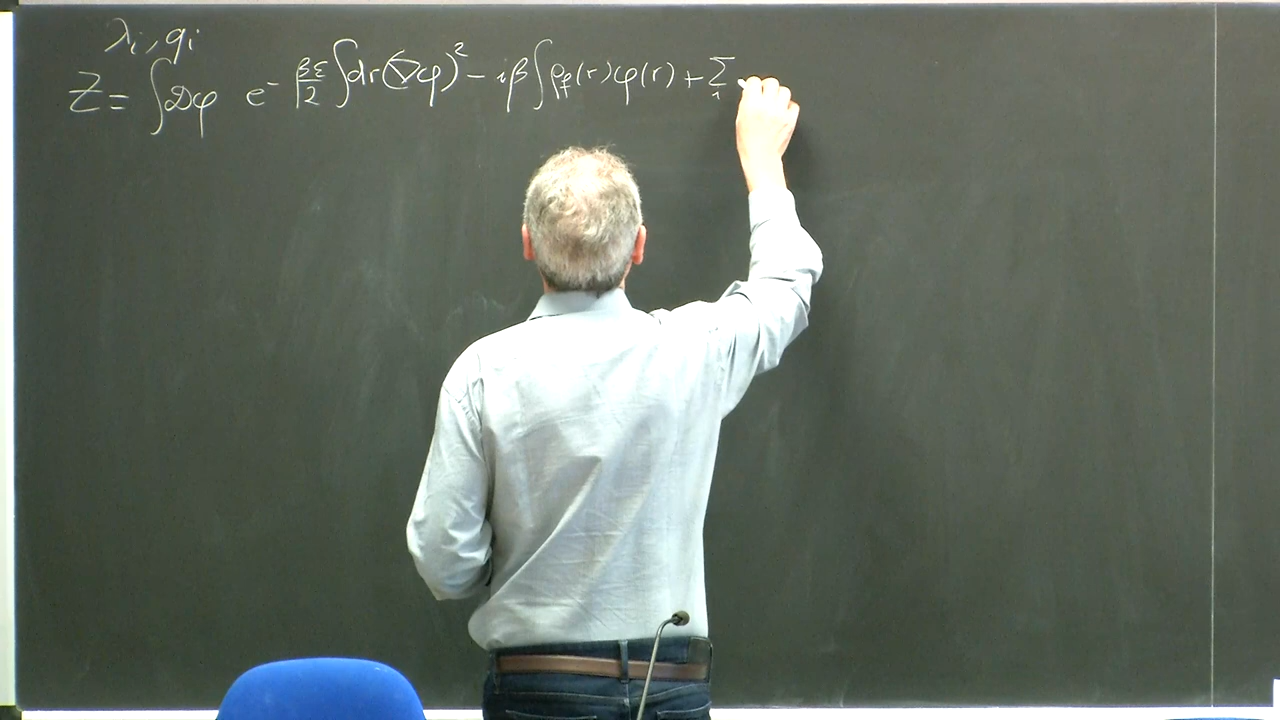 λi, qi
Z = ∫Dφ e^{- βε/2 ∫dr(∇φ)² - iβ∫ρf(r)φ(r) + Σi